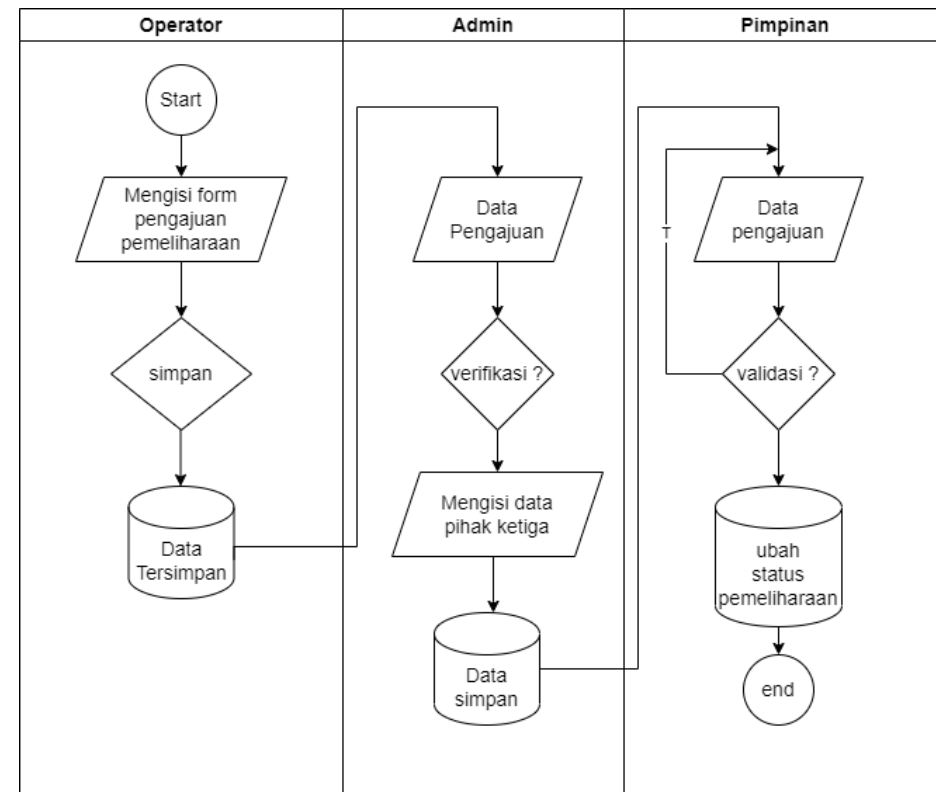 Operator
Admin
Pimpinan
Start
Mengisi form
pengajuan
pemeliharaan
simpan
Data
Tersimpan
Data
Pengajuan
verifikasi ?
Mengisi data
pihak ketiga
Data
simpan
Data
pengajuan
T
validasi ?
ubah
status
pemeliharaan
end